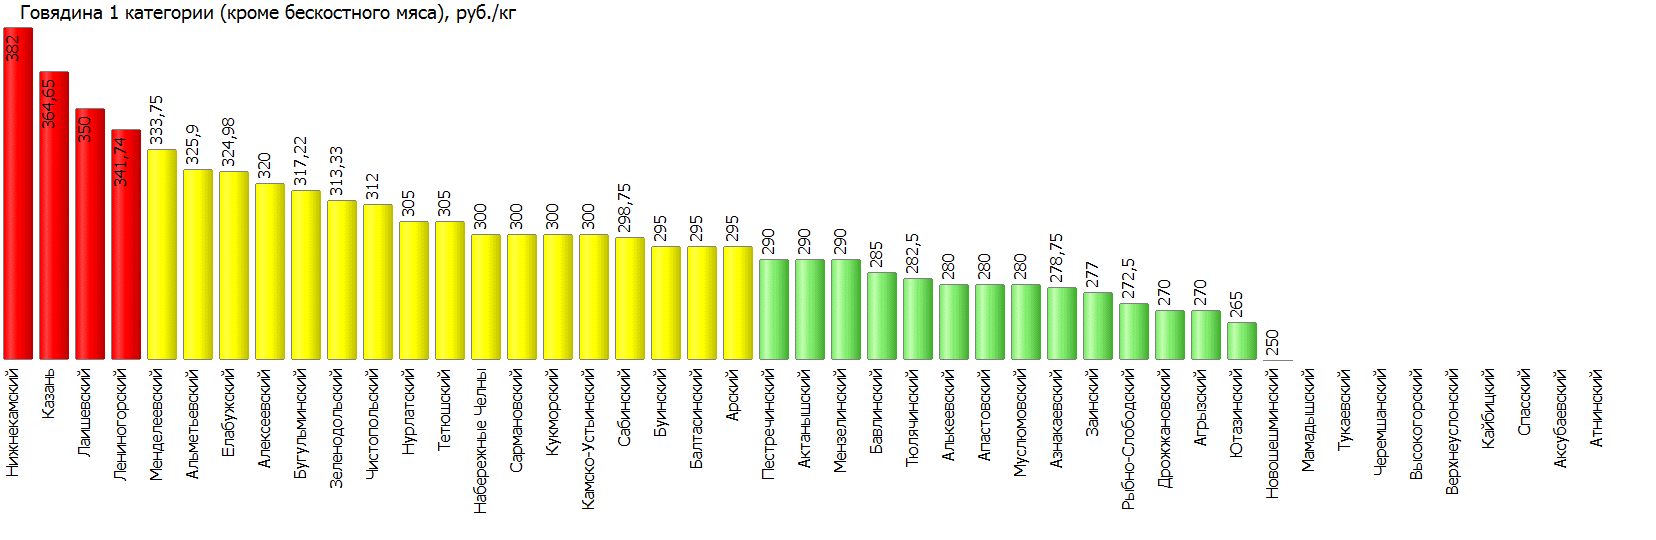 Говядина 1 категории (кроме бескостного мяса), руб./кг
382
364,65
350
341,74
333,75
325,9
324,98
320
317,22
313,33
312
305
305
300
300
300
300
298,75
295
295
295
290
290
290
285
282,5
280
280
280
278,75
277
272,5
270
270
265
250
Нижнекамский
Казань
Лаишевский
Лениногорский
Менделеевский
Альметьевский
Елабужский
Алексеевский
Бугульминский
Зеленодольский
Чистопольский
Нурлатский
Тетюшский
Набережные Челны
Сармановский
Кукморский
Камско-Устьинский
Сабинский
Буинский
Балтасинский
Арский
Пестречинский
Актанышский
Мензелинский
Бавлинский
Тюлячинский
Алькеевский
Апастовский
Муслюмовский
Азнакаевский
Заинский
Рыбно-Слободский
Дрожжановский
Агрызский
Ютазинский
Новошешминский
Мамадышский
Тукаевский
Черемшанский
Высокогорский
Верхнеуслонский
Кайбицкий
Спасский
Аксубаевский
Атнинский